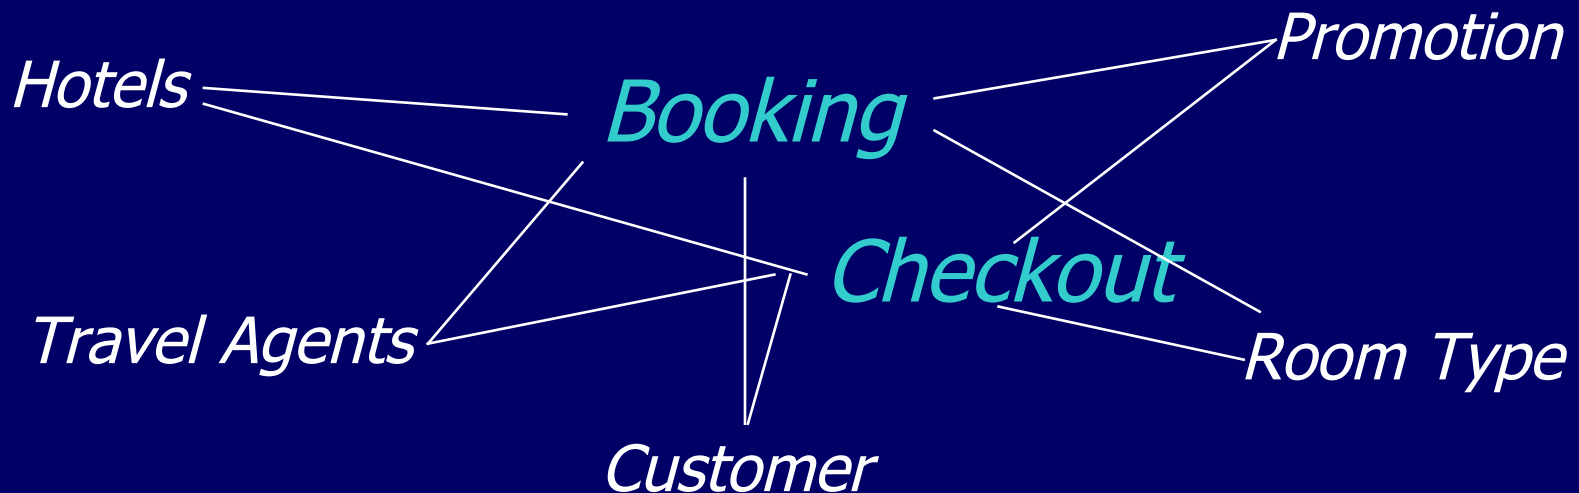 Promotion
Hotels
Booking
Checkout
Travel Agents
Room Type
Customer